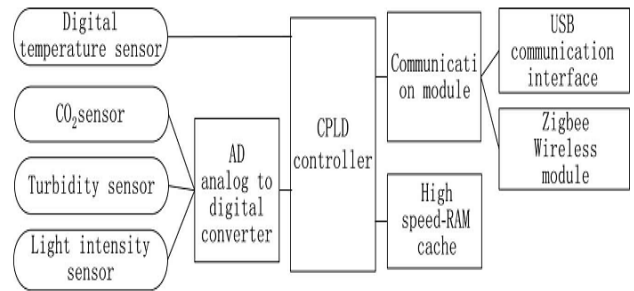 Digital
temperature sensor
CO₂sensor
Turbidity sensor
Light intensity
sensor
AD
analog to
digital
converter
CPLD
controller
Communicati
on module
High
speed-RAM
cache
USB
communication
interface
Zigbee
Wireless
module